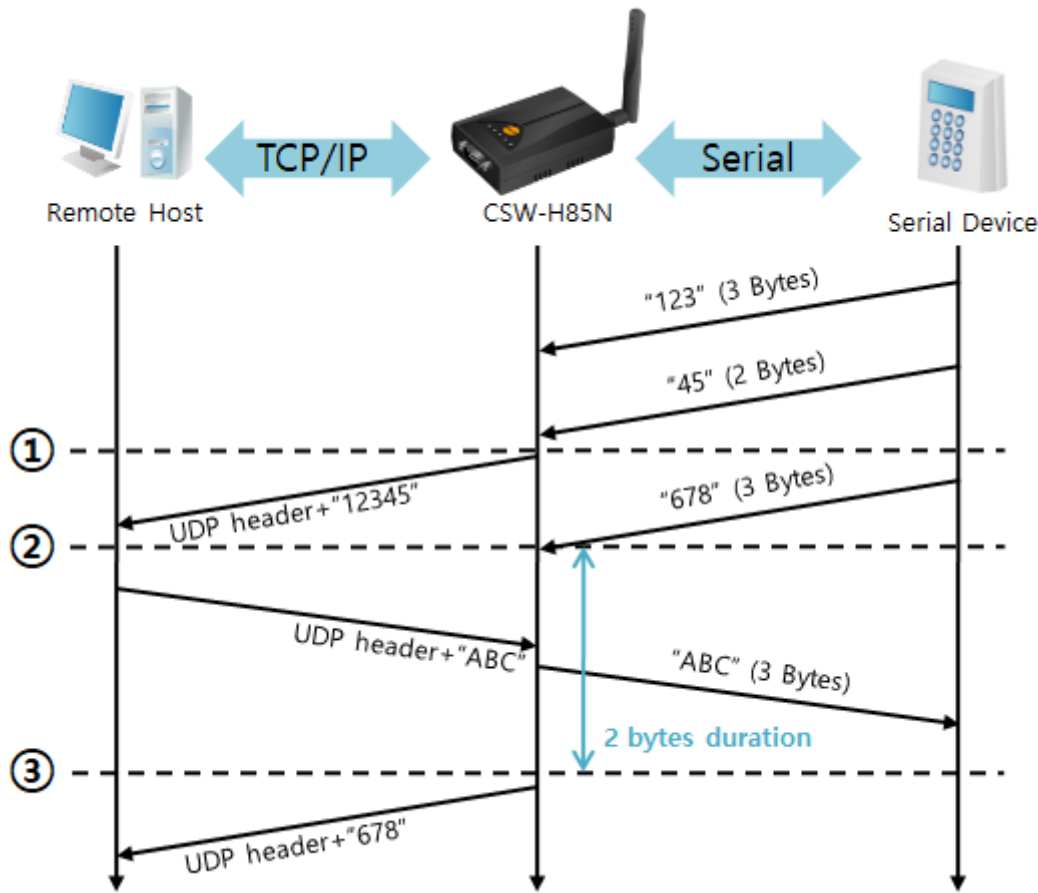 TCP/IP
Serial
Remote Host
CSW-H85N
Serial Device
“123” (3 Bytes)
“45” (2 Bytes)
①
“678” (3 Bytes)
UDP header+“12345”
②
UDP header+“ABC”
“ABC” (3 Bytes)
2 bytes duration
③
UDP header+“678”